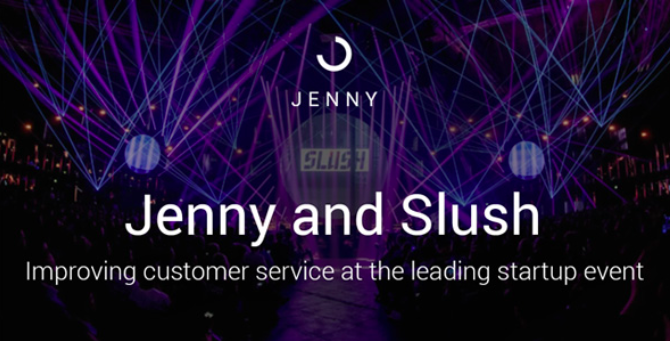 JENNY
SLUSH
Jenny and Slush
Improving customer service at the leading startup event